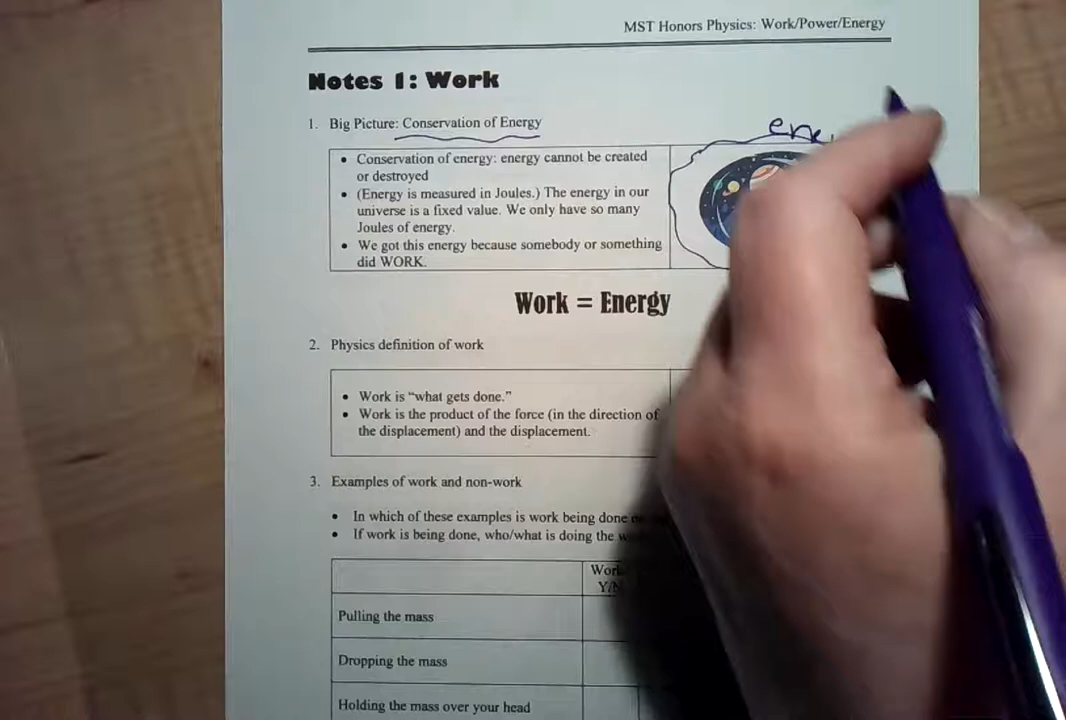 MST Honors Physics: Work/Power/Energy
Notes 1: Work
1. Big Picture: Conservation of Energy
• Conservation of energy: energy cannot be created
or destroyed
• (Energy is measured in Joules.) The energy in our
universe is a fixed value. We only have so many
Joules of energy.
• We got this energy because somebody or something
did WORK.
Work = Energy
2. Physics definition of work
• Work is “what gets done.”
• Work is the product of the force (in the direction of
the displacement) and the displacement.
3. Examples of work and non-work
• In which of these examples is work being done
• If work is being done, who/what is doing the
Work
Y/N
Pulling the mass
Dropping the mass
Holding the mass over your head